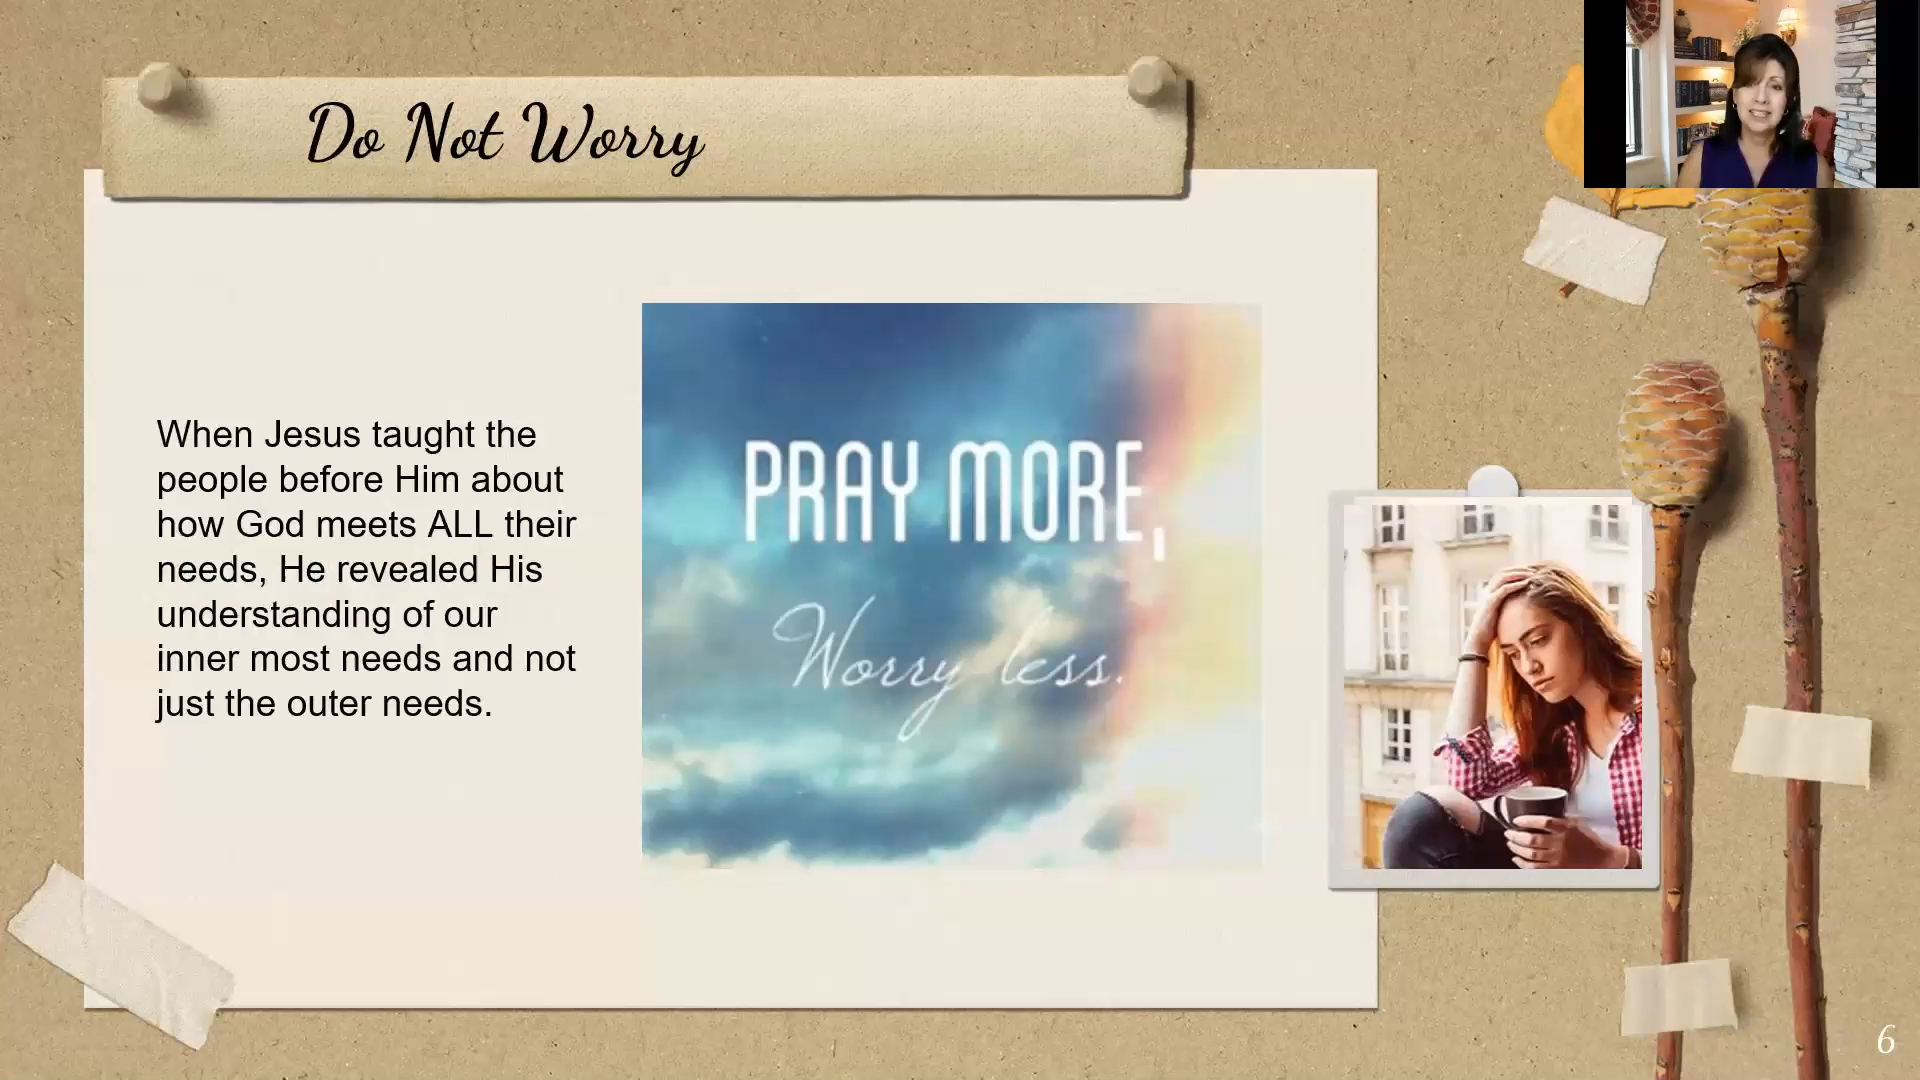 Do Not Worry
When Jesus taught the
people before Him about
how God meets ALL their
needs, He revealed His
understanding of our
inner most needs and not
just the outer needs.
PRAY MORE,
Worry less.
6